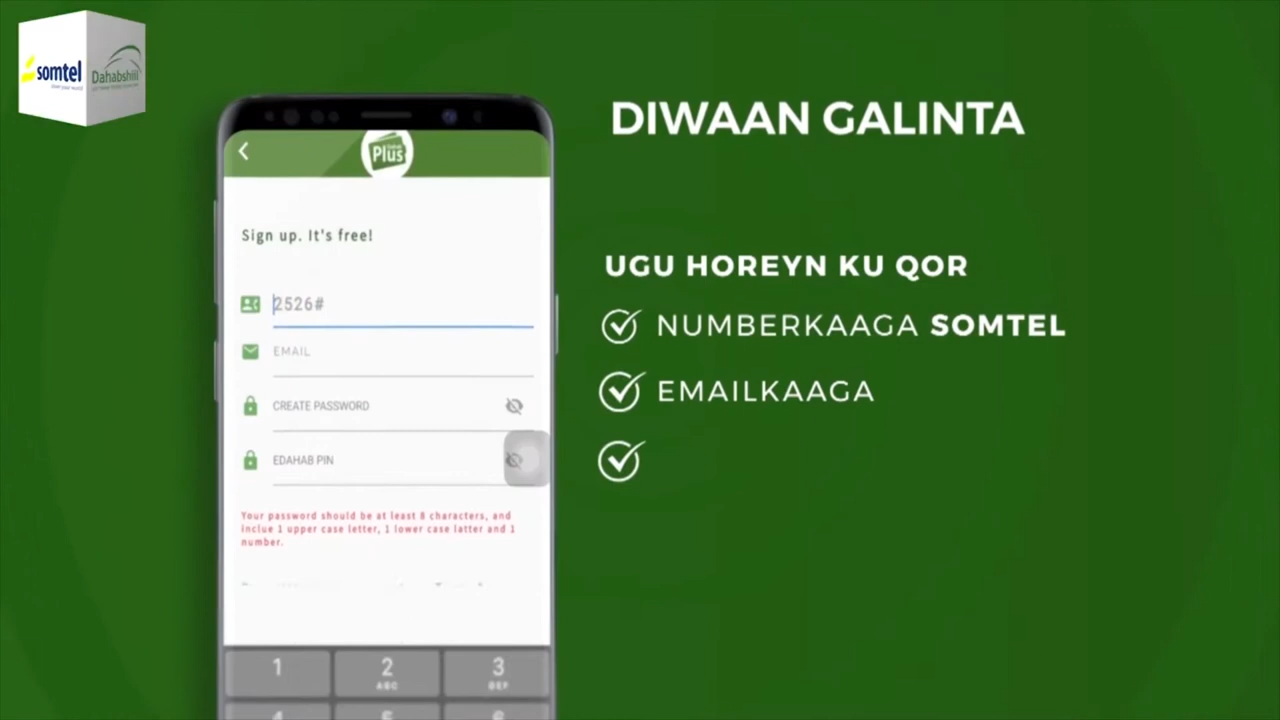 somtel
Dahabshiil
DIWAAN GALINTA
Plus
Sign up. It's free!
2526#
EMAIL
CREATE PASSWORD
EDAHAB PIN
Your password should be at least 8 characters, and
inclue 1 upper case letter, 1 lower case latter and 1
number.
1
2
ABC
3
DEF
UGU HOREYN KU QOR
NUMBERKAAGA SOMTEL
EMAILKAAGA